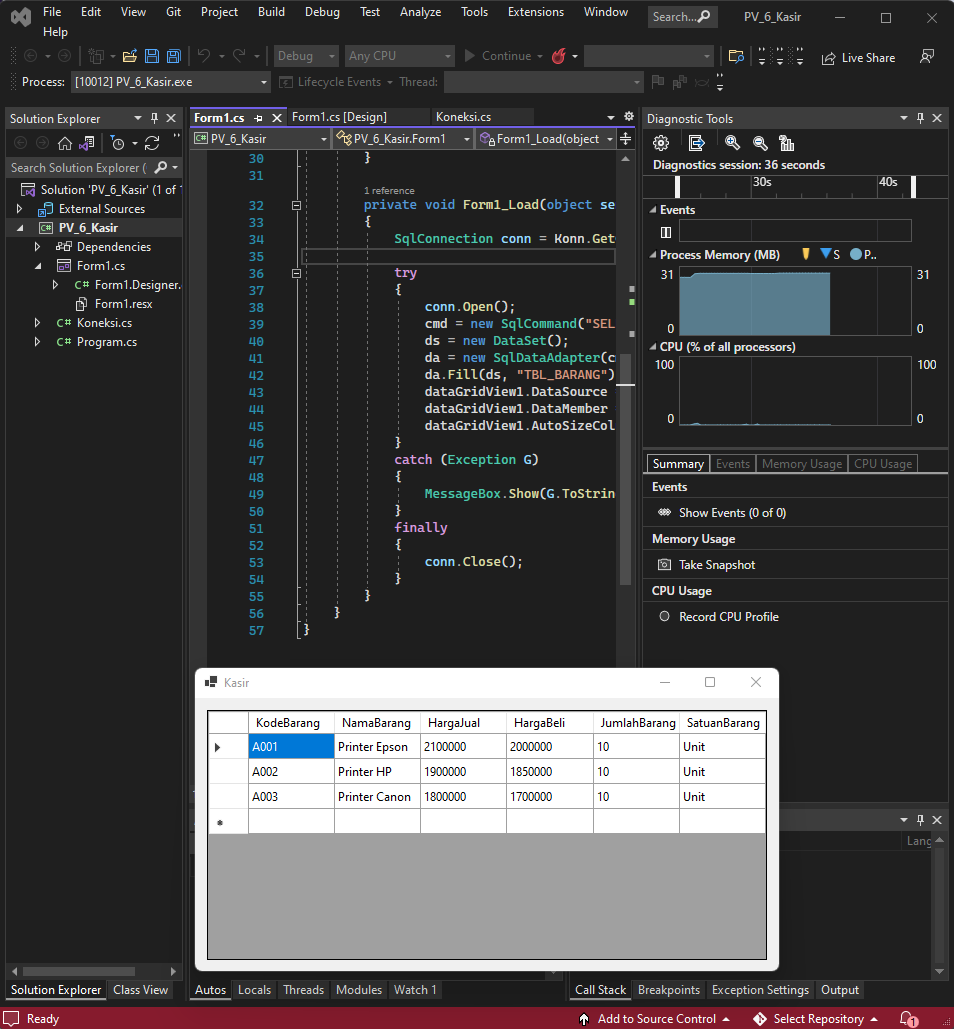 File Edit View Git Project Build Debug Test Analyze Tools Extensions Window Search... PV_6_Kasir
Help
Debug Any CPU Continue Live Share
Process: [10012] PV_6_Kasir.exe Lifecycle Events Thread:
Solution Explorer
Search Solution Explorer (
Solution 'PV_6_Kasir' (1 of 1
External Sources
PV_6_Kasir
Dependencies
Form1.cs
Form1.Designer.
Form1.resx
Koneksi.cs
Program.cs
Form1.cs Form1.cs [Design] Koneksi.cs
PV_6_Kasir PV_6_Kasir.Form1 Form1_Load(object
30 }
31
1 reference
32 private void Form1_Load(object se
33 {
34 SqlConnection conn = Konn.Get
35
36 try
37 {
38 conn.Open();
39 cmd = new SqlCommand("SEL
40 ds = new DataSet();
41 da = new SqlDataAdapter(c
42 da.Fill(ds, "TBL_BARANG")
43 dataGridView1.DataSource
44 dataGridView1.DataMember
45 dataGridView1.AutoSizeCol
46 }
47 catch (Exception G)
48 {
49 MessageBox.Show(G.ToStrin
50 }
51 finally
52 {
53 conn.Close();
54 }
55 }
56 }
57 }
Diagnostic Tools
Diagnostics session: 36 seconds
30s 40s
Events
Process Memory (MB) S P..
31 31
0 0
CPU (% of all processors)
100 100
0 0
Summary Events Memory Usage CPU Usage
Events
Show Events (0 of 0)
Memory Usage
Take Snapshot
CPU Usage
Record CPU Profile
Kasir
KodeBarang NamaBarang HargaJual HargaBeli JumlahBarang SatuanBarang
A001 Printer Epson 2100000 2000000 10 Unit
A002 Printer HP 1900000 1850000 10 Unit
A003 Printer Canon 1800000 1700000 10 Unit
Lang
Solution Explorer Class View Autos Locals Threads Modules Watch 1 Call Stack Breakpoints Exception Settings Output
Ready Add to Source Control Select Repository 1